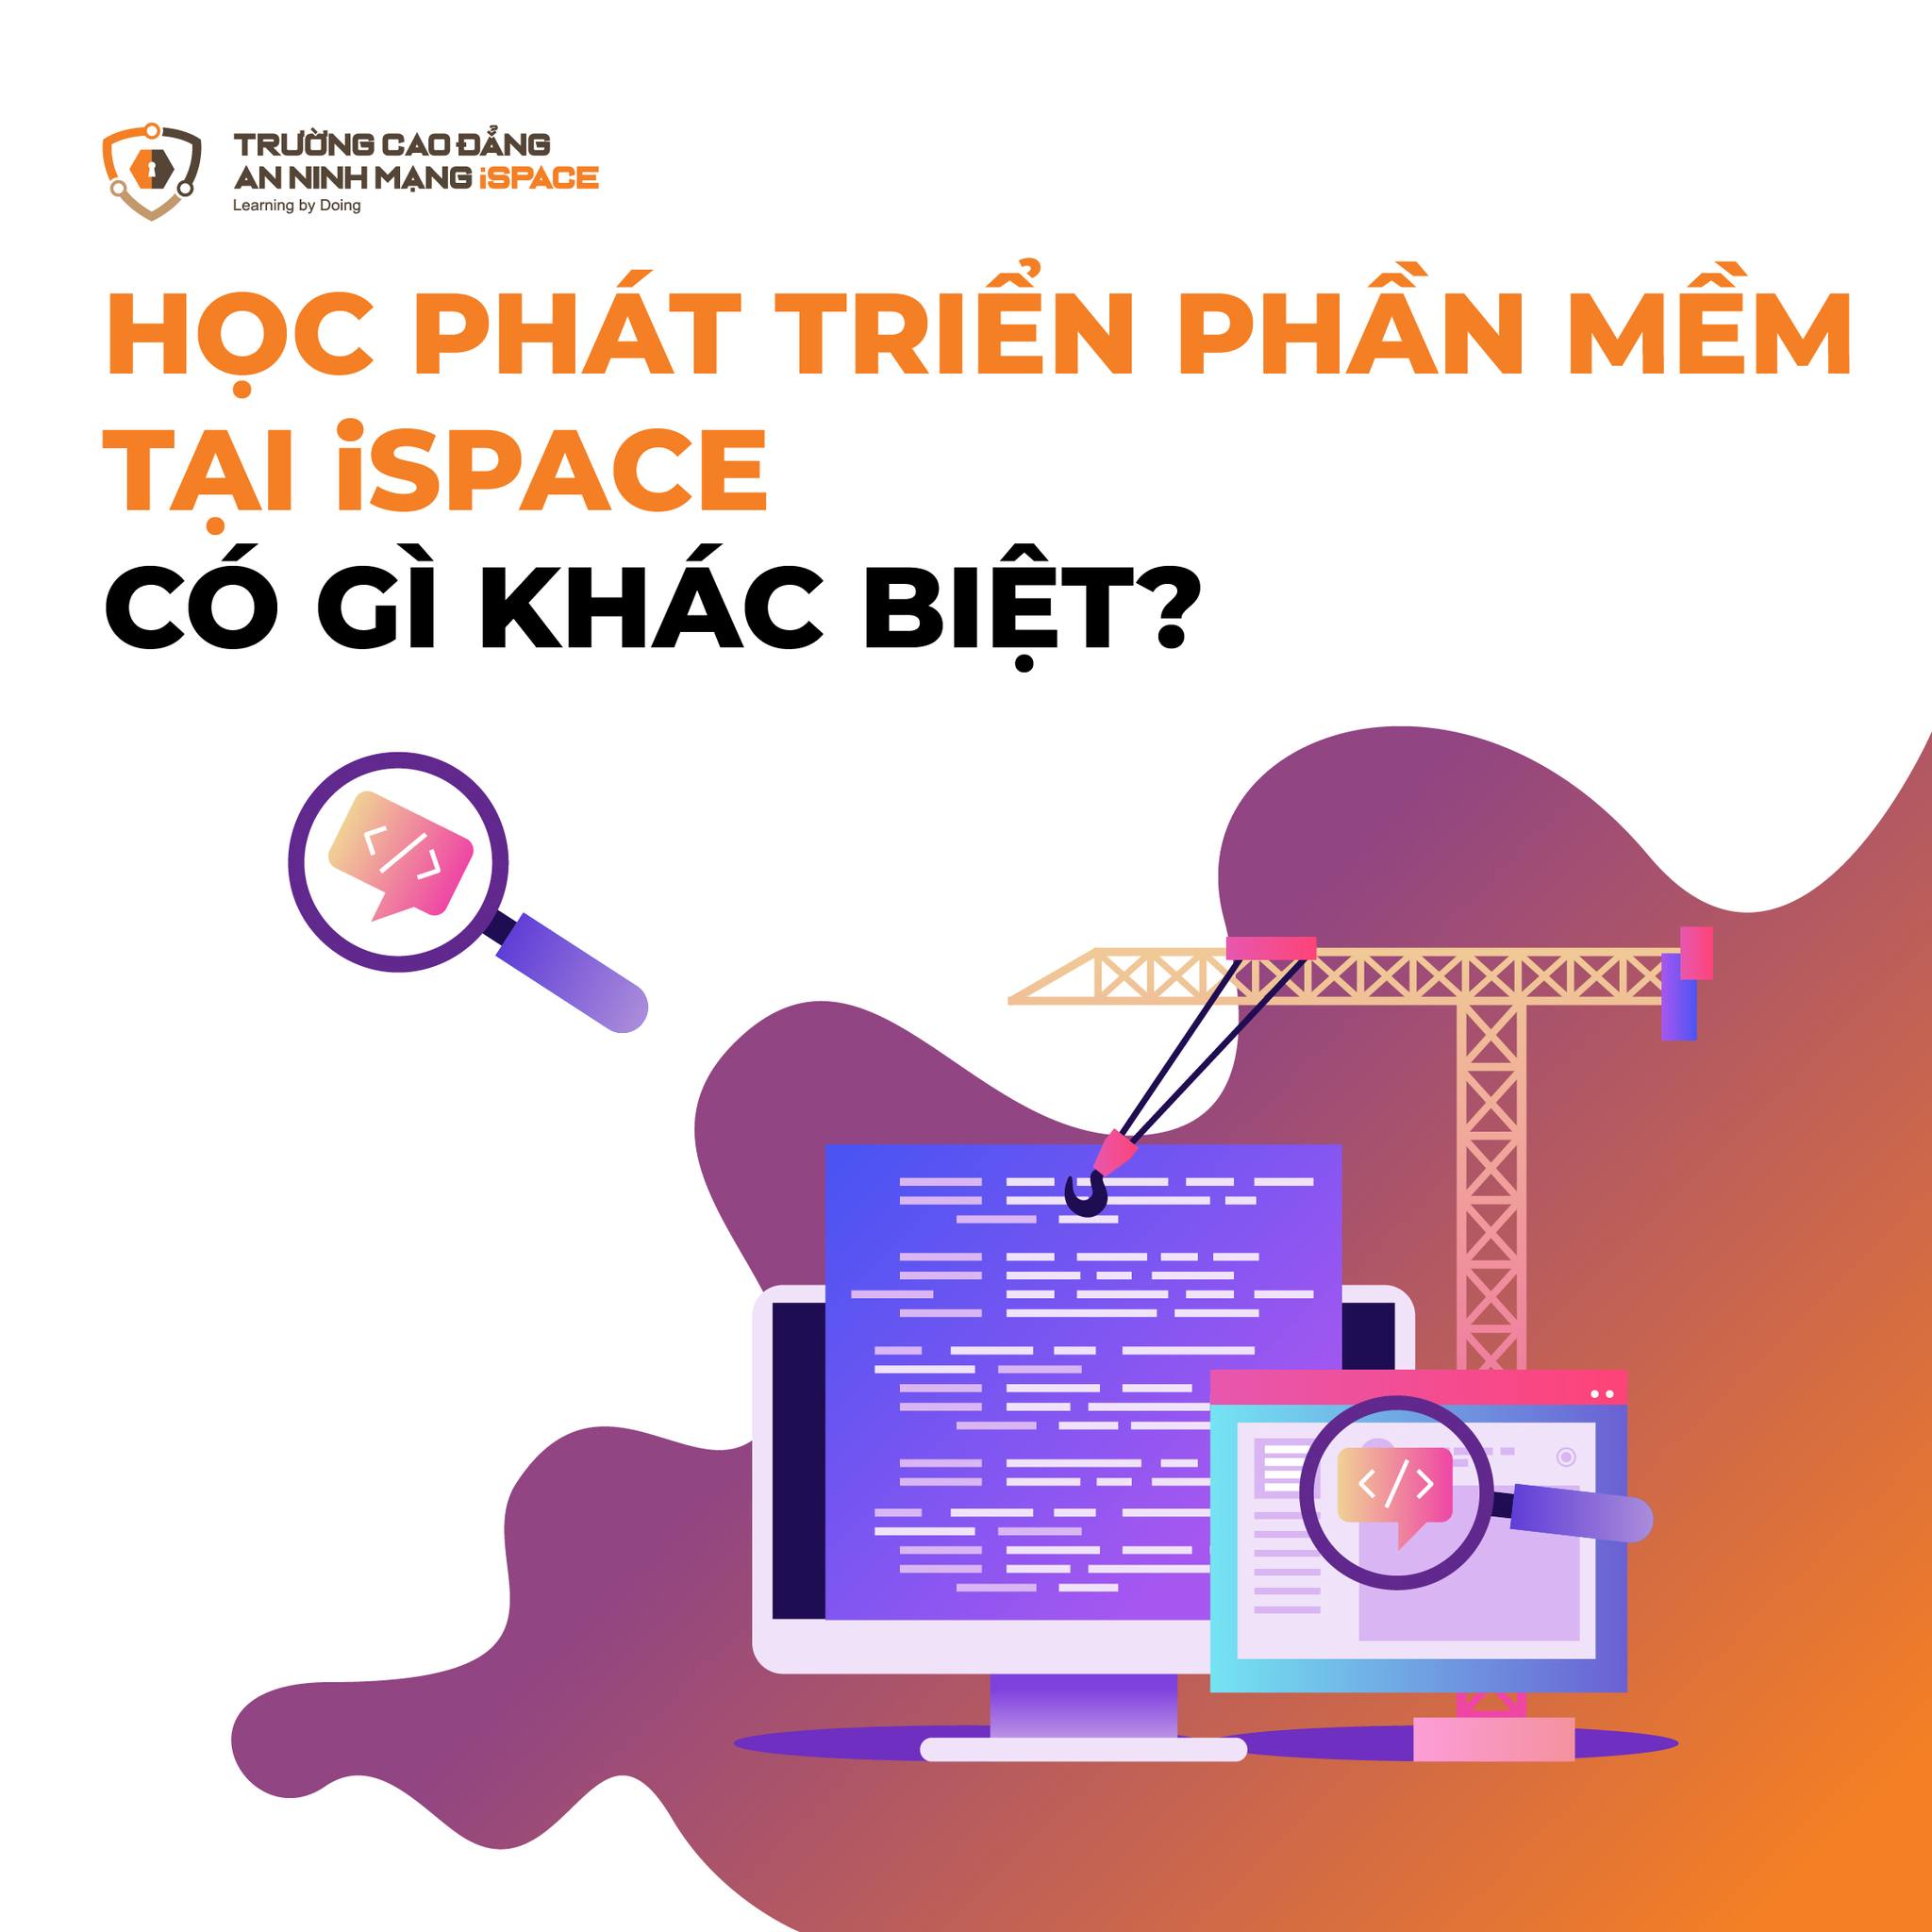 TRƯỜNG CAO ĐẲNG
AN NINH MẠNG iSPACE
Learning by Doing
HỌC PHÁT TRIỂN PHẦN MỀM
TẠI iSPACE
CÓ GÌ KHÁC BIỆT?